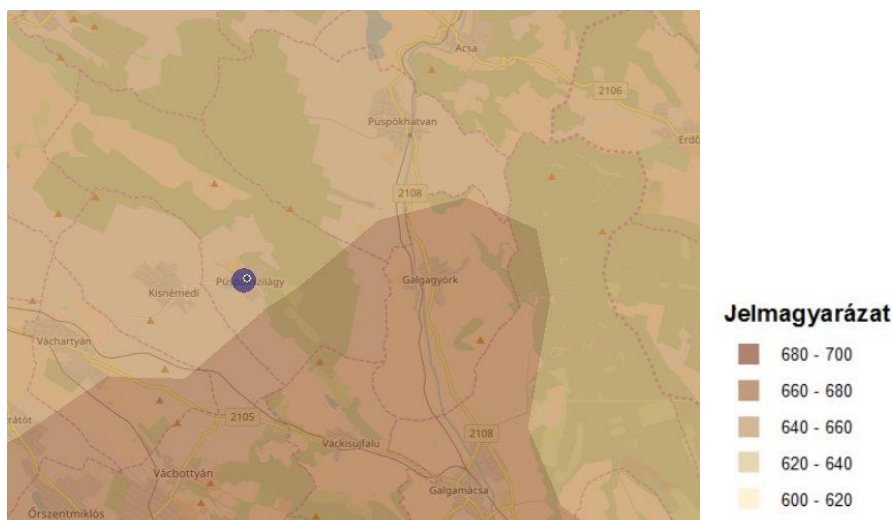 Acsa
2106
Püspökhatvan
Erdő
2108
Galgagyörk
Kisnémedi
Váchartyán
rátót
2105
Váckisújfalu
2108
Vácbottyán
Galgamácsa
Őrszentmiklós
Jelmagyarázat
680 - 700
660 - 680
640 - 660
620 - 640
600 - 620